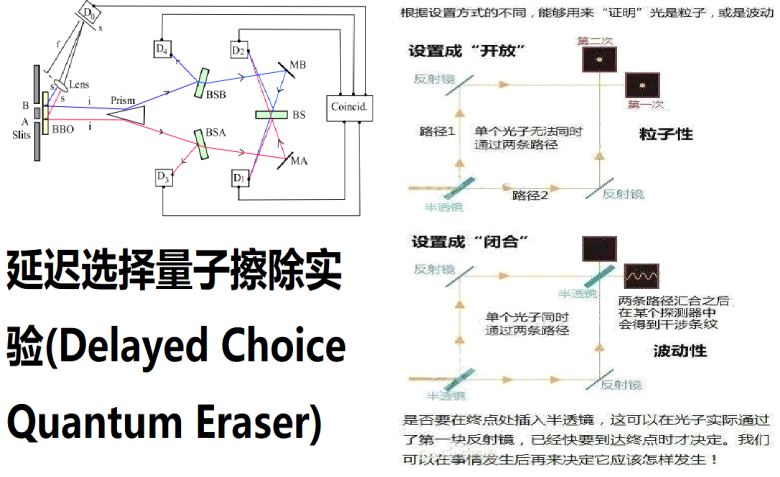 D₀
x
f
Lens
s
s
B
i
A
i
Slits
BBO
Prism
D₄
D₂
BSB
MB
BS
Coincid.
BSA
MA
D₃
D₁
延迟选择量子擦除实
验(Delayed Choice
Quantum Eraser)
根据设置方式的不同，能够用来“证明”光是粒子，或是波动
设置成“开放”
第二次
反射镜
第一次
路径1
单个光子无法同时
通过两条路径
粒子性
路径2
半透镜
反射镜
设置成“闭合”
反射镜
半透镜
单个光子同时
通过两条路径
两条路径汇合之后
在某个探测器中
会得到干涉条纹
波动性
半透镜
反射镜
是否要在终点处插入半透镜，这可以在光子实际通过
了第一块反射镜，已经快要到达终点时才决定。我们
可以在事情发生后再来决定它应该怎样发生！